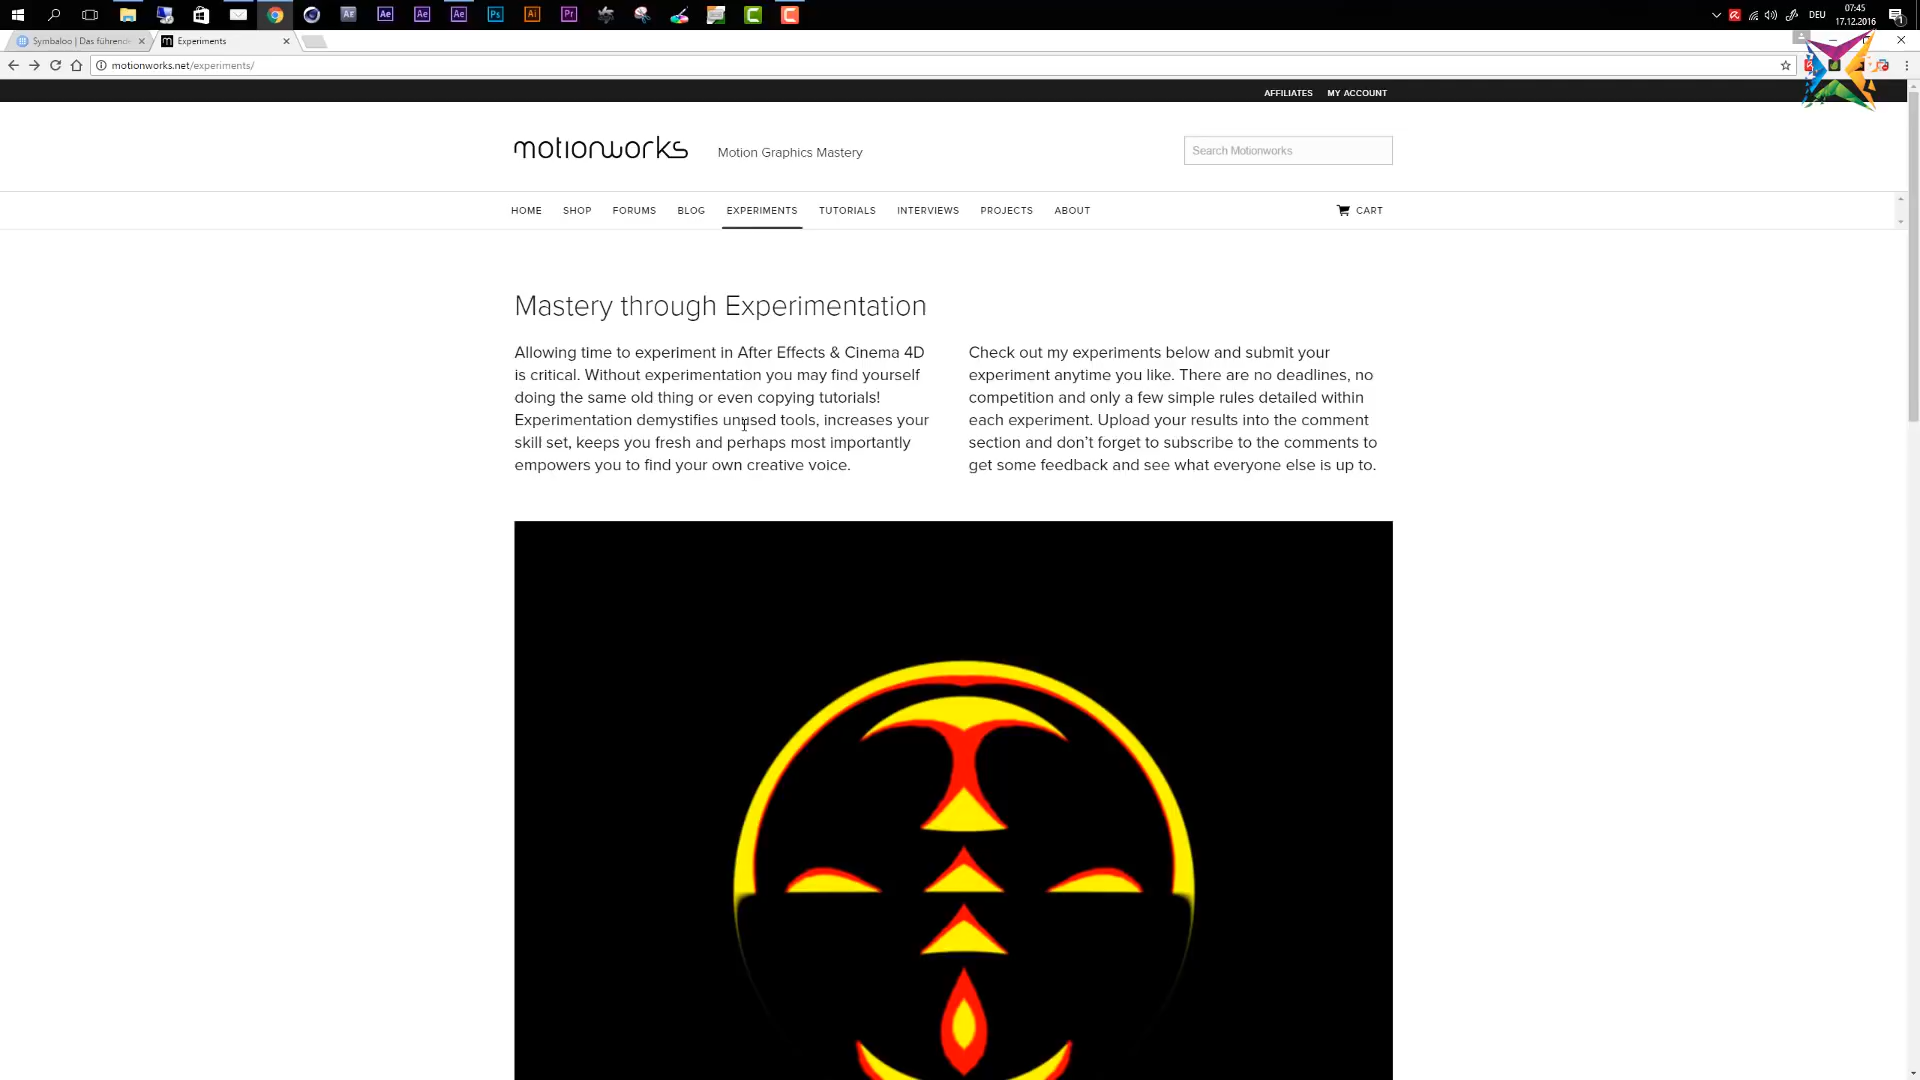 07:45
DEU
17.12.2016
Ae
Ae
Ae
Ps
Ai
Pr
Symbaloo | Das führend
Experiments
motionworks.net/experiments/
AFFILIATES MY ACCOUNT
motionworks
Motion Graphics Mastery
Search Motionworks
HOME SHOP FORUMS BLOG EXPERIMENTS TUTORIALS INTERVIEWS PROJECTS ABOUT CART
Mastery through Experimentation
Allowing time to experiment in After Effects & Cinema 4D
is critical. Without experimentation you may find yourself
doing the same old thing or even copying tutorials!
Experimentation demystifies unused tools, increases your
skill set, keeps you fresh and perhaps most importantly
empowers you to find your own creative voice.
Check out my experiments below and submit your
experiment anytime you like. There are no deadlines, no
competition and only a few simple rules detailed within
each experiment. Upload your results into the comment
section and don't forget to subscribe to the comments to
get some feedback and see what everyone else is up to.